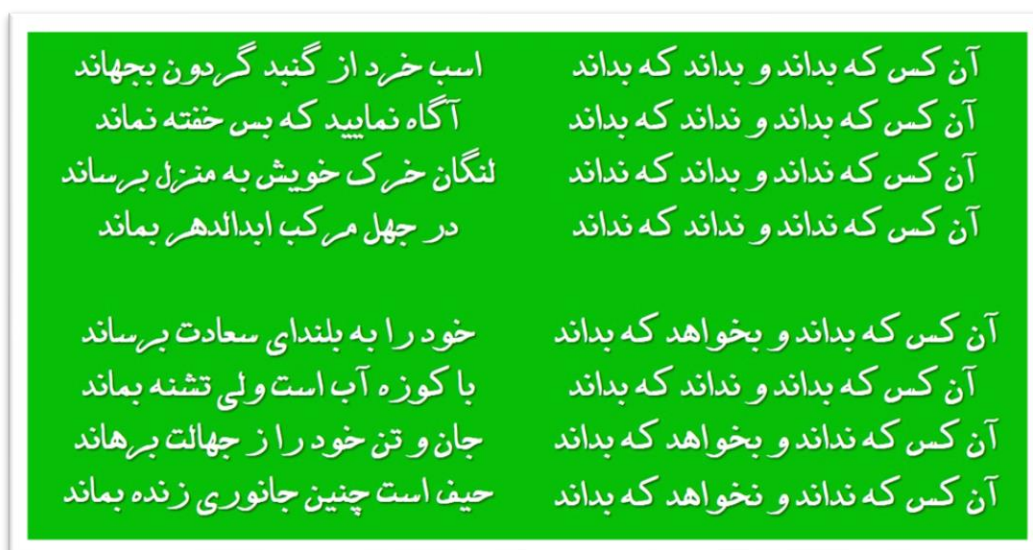 آن کس که بداند و بداند که بداند اسب خرد از گنبد گردون بجهاند
آن کس که بداند و نداند که بداند آگاه نمایید که بس خفته نماند
آن کس که نداند و بداند که نداند لنگان خرک خویش به منزل برساند
آن کس که نداند و نداند که نداند در جهل مرکب ابدالدهر بماند
آن کس که بداند و بخواهد که بداند خود را به بلندای سعادت برساند
آن کس که بداند و نداند که بداند با کوزه آب است ولی تشنه بماند
آن کس که نداند و بخواهد که بداند جان و تن خود را ز جهالت برهاند
آن کس که نداند و نخواهد که بداند حیف است چنین جانوری زنده بماند